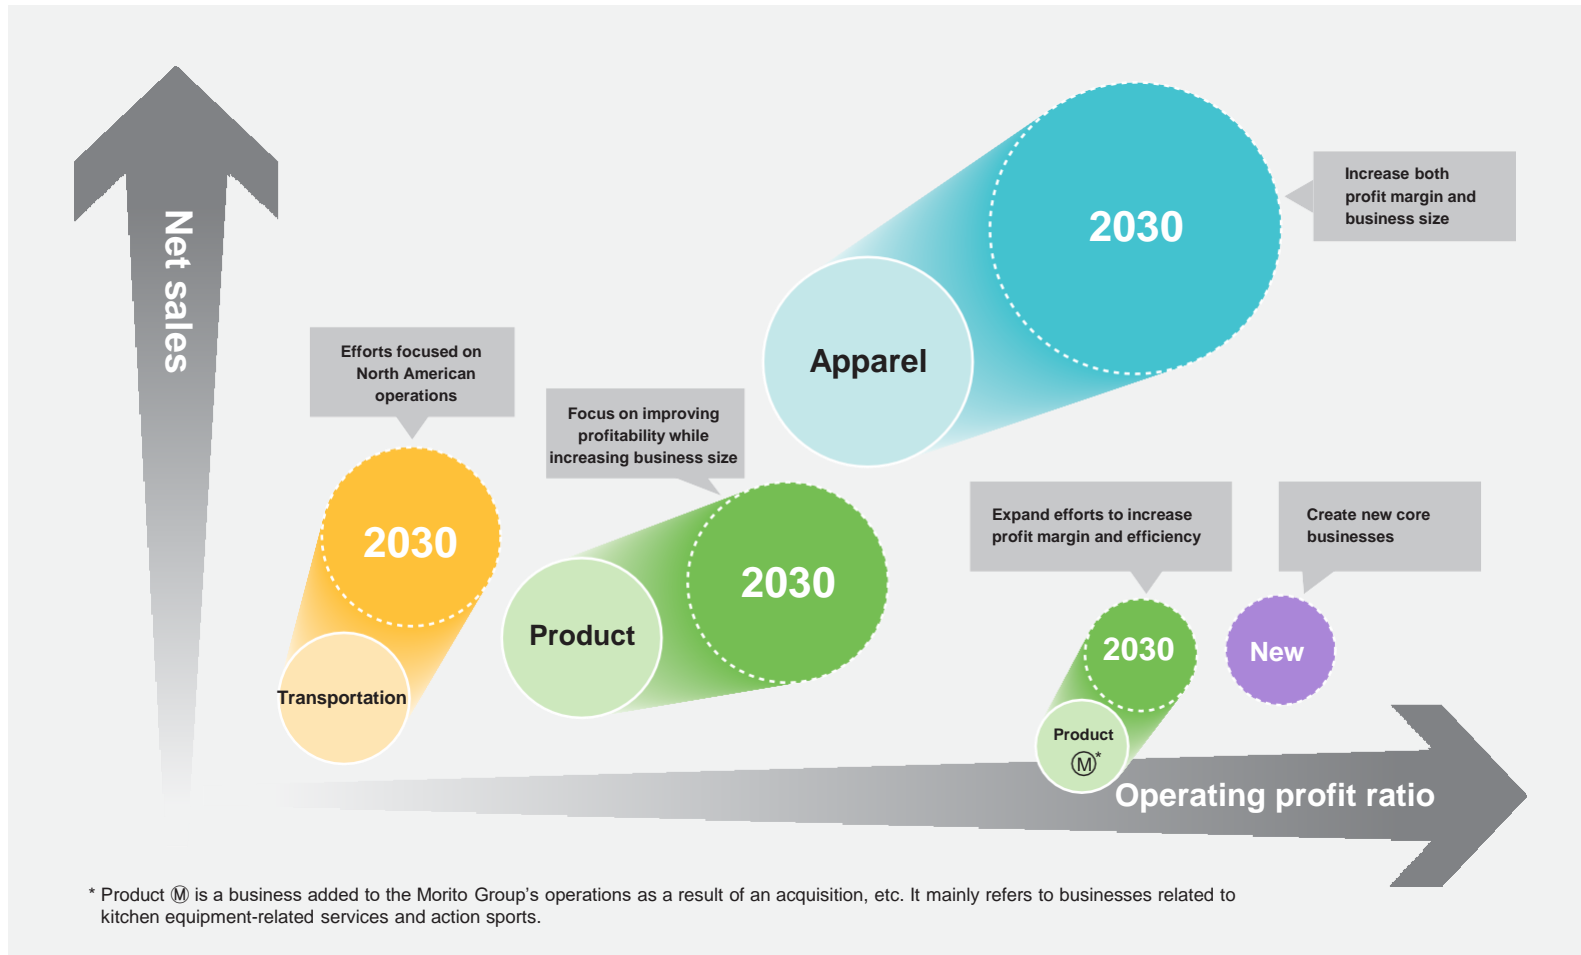 Net sales
2030
Increase both
profit margin and
business size
Apparel
Efforts focused on
North American
operations
Focus on improving
profitability while
increasing business size
2030
Transportation
2030
Product
Expand efforts to increase
profit margin and efficiency
Create new core
businesses
2030
New
Product
Ⓜ*
Operating profit ratio
* Product Ⓜ is a business added to the Morito Group's operations as a result of an acquisition, etc. It mainly refers to businesses related to
kitchen equipment-related services and action sports.